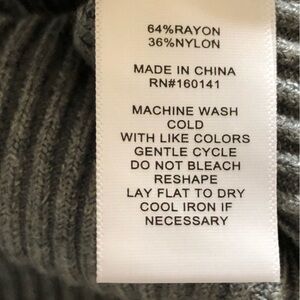 64%RAYON
36%NYLON
MADE IN CHINA
RN#160141
MACHINE WASH
COLD
WITH LIKE COLORS
GENTLE CYCLE
DO NOT BLEACH
RESHAPE
LAY FLAT TO DRY
COOL IRON IF
NECESSARY